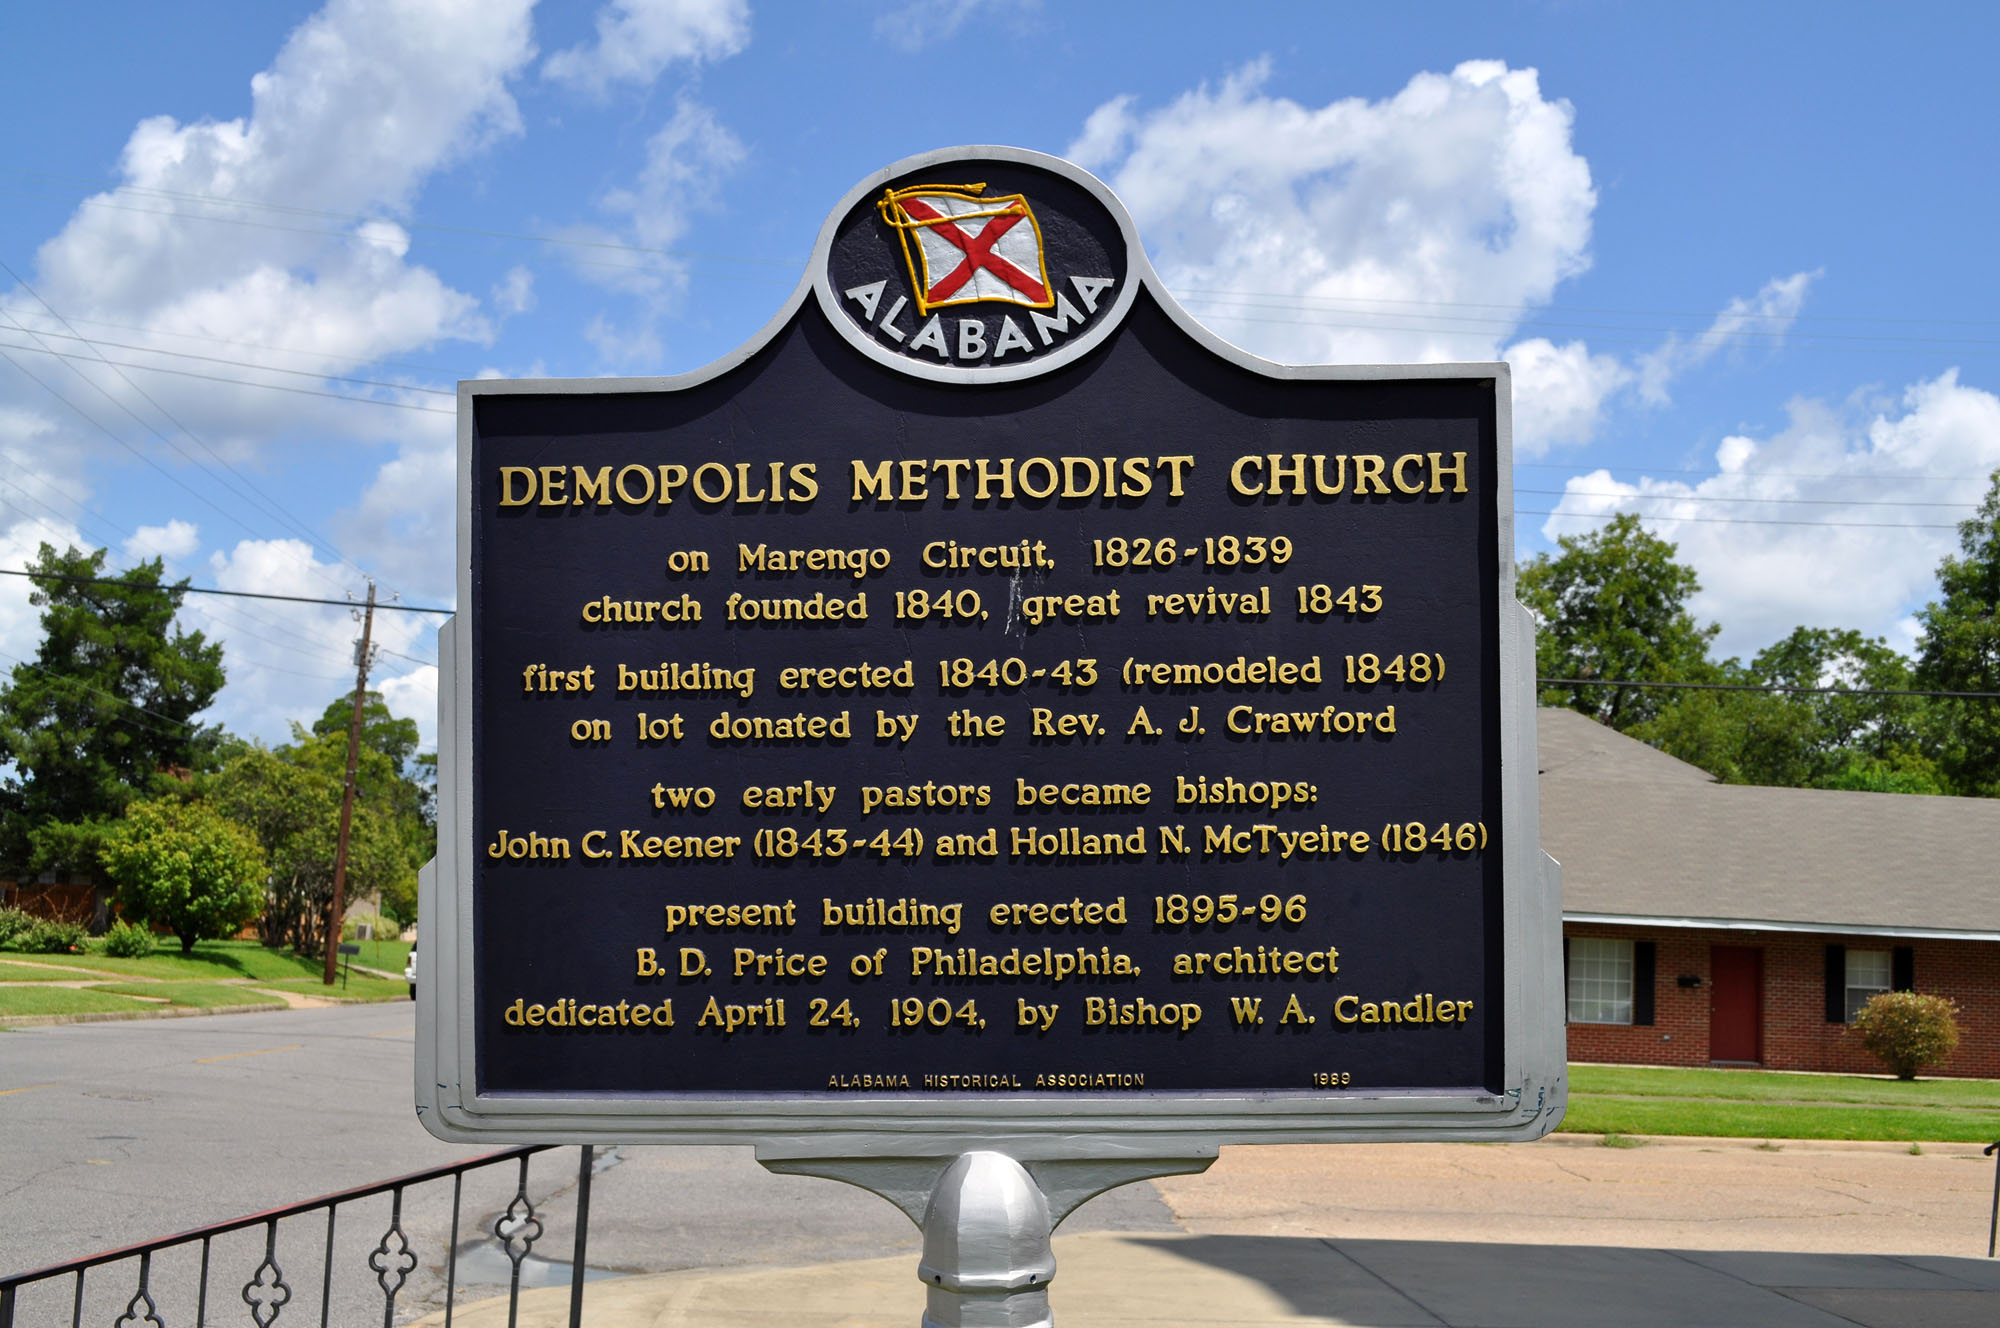 ALABAMA
DEMOPOLIS METHODIST CHURCH
on Marengo Circuit, 1826-1839
church founded 1840, great revival 1843
first building erected 1840-43 (remodeled 1848)
on lot donated by the Rev. A. J. Crawford
two early pastors became bishops:
John C. Keener (1843-44) and Holland N. McTyeire (1846)
present building erected 1895-96
B. D. Price of Philadelphia, architect
dedicated April 24, 1904, by Bishop W. A. Candler
ALABAMA HISTORICAL ASSOCIATION 1989